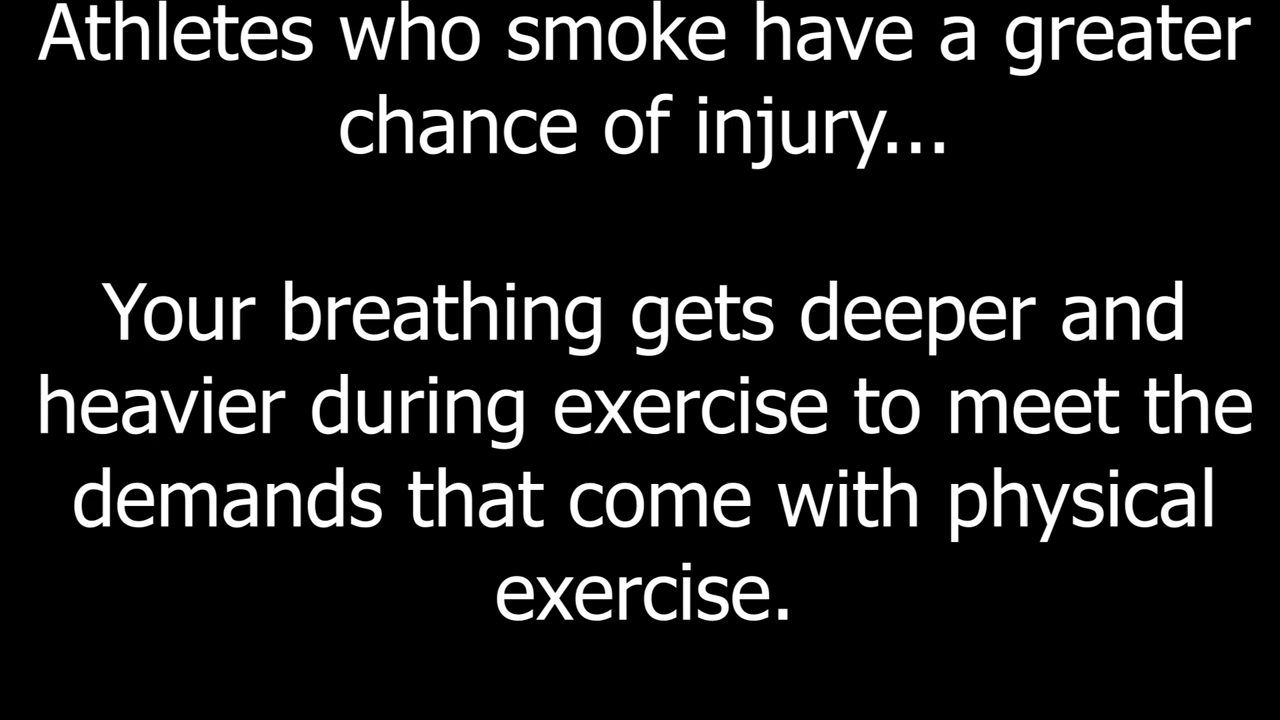 Athletes who smoke have a greater
chance of injury...
Your breathing gets deeper and
heavier during exercise to meet the
demands that come with physical
exercise.